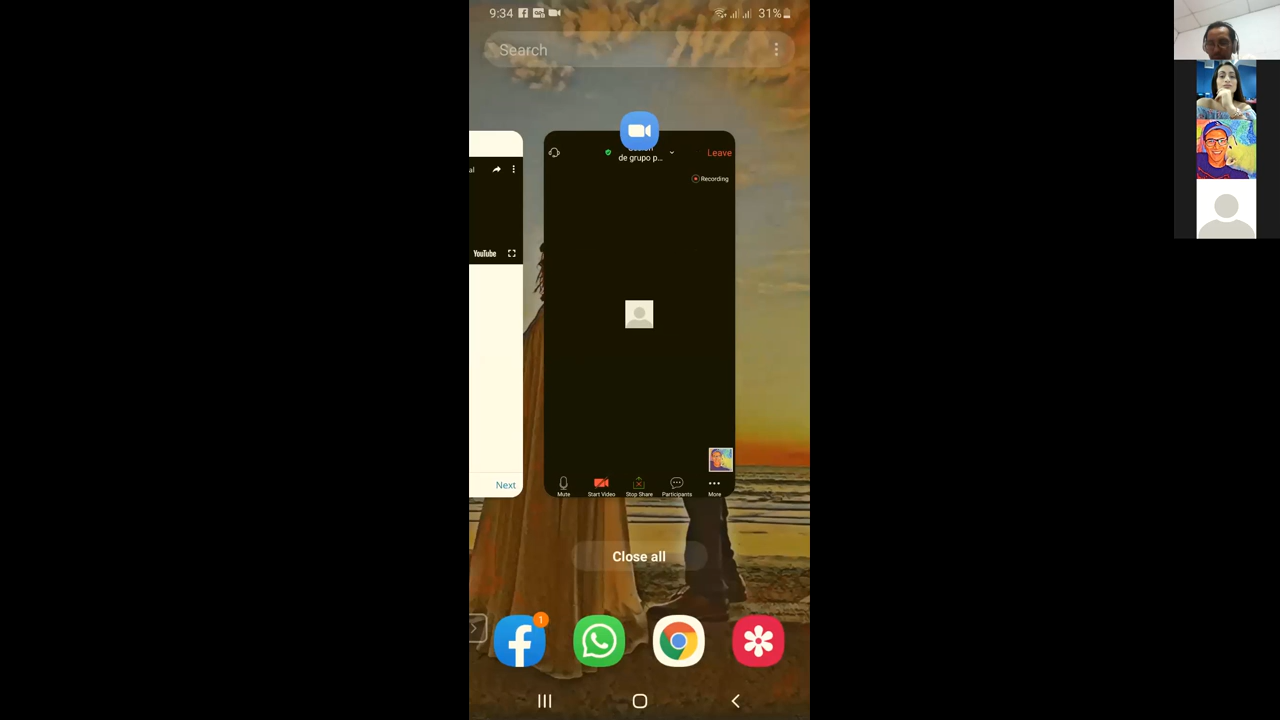 9:34
31%
Search
de grupo p...
Leave
al
Recording
YouTube
Next
Mute
Start Video
Stop Share
Participants
More
Close all
1